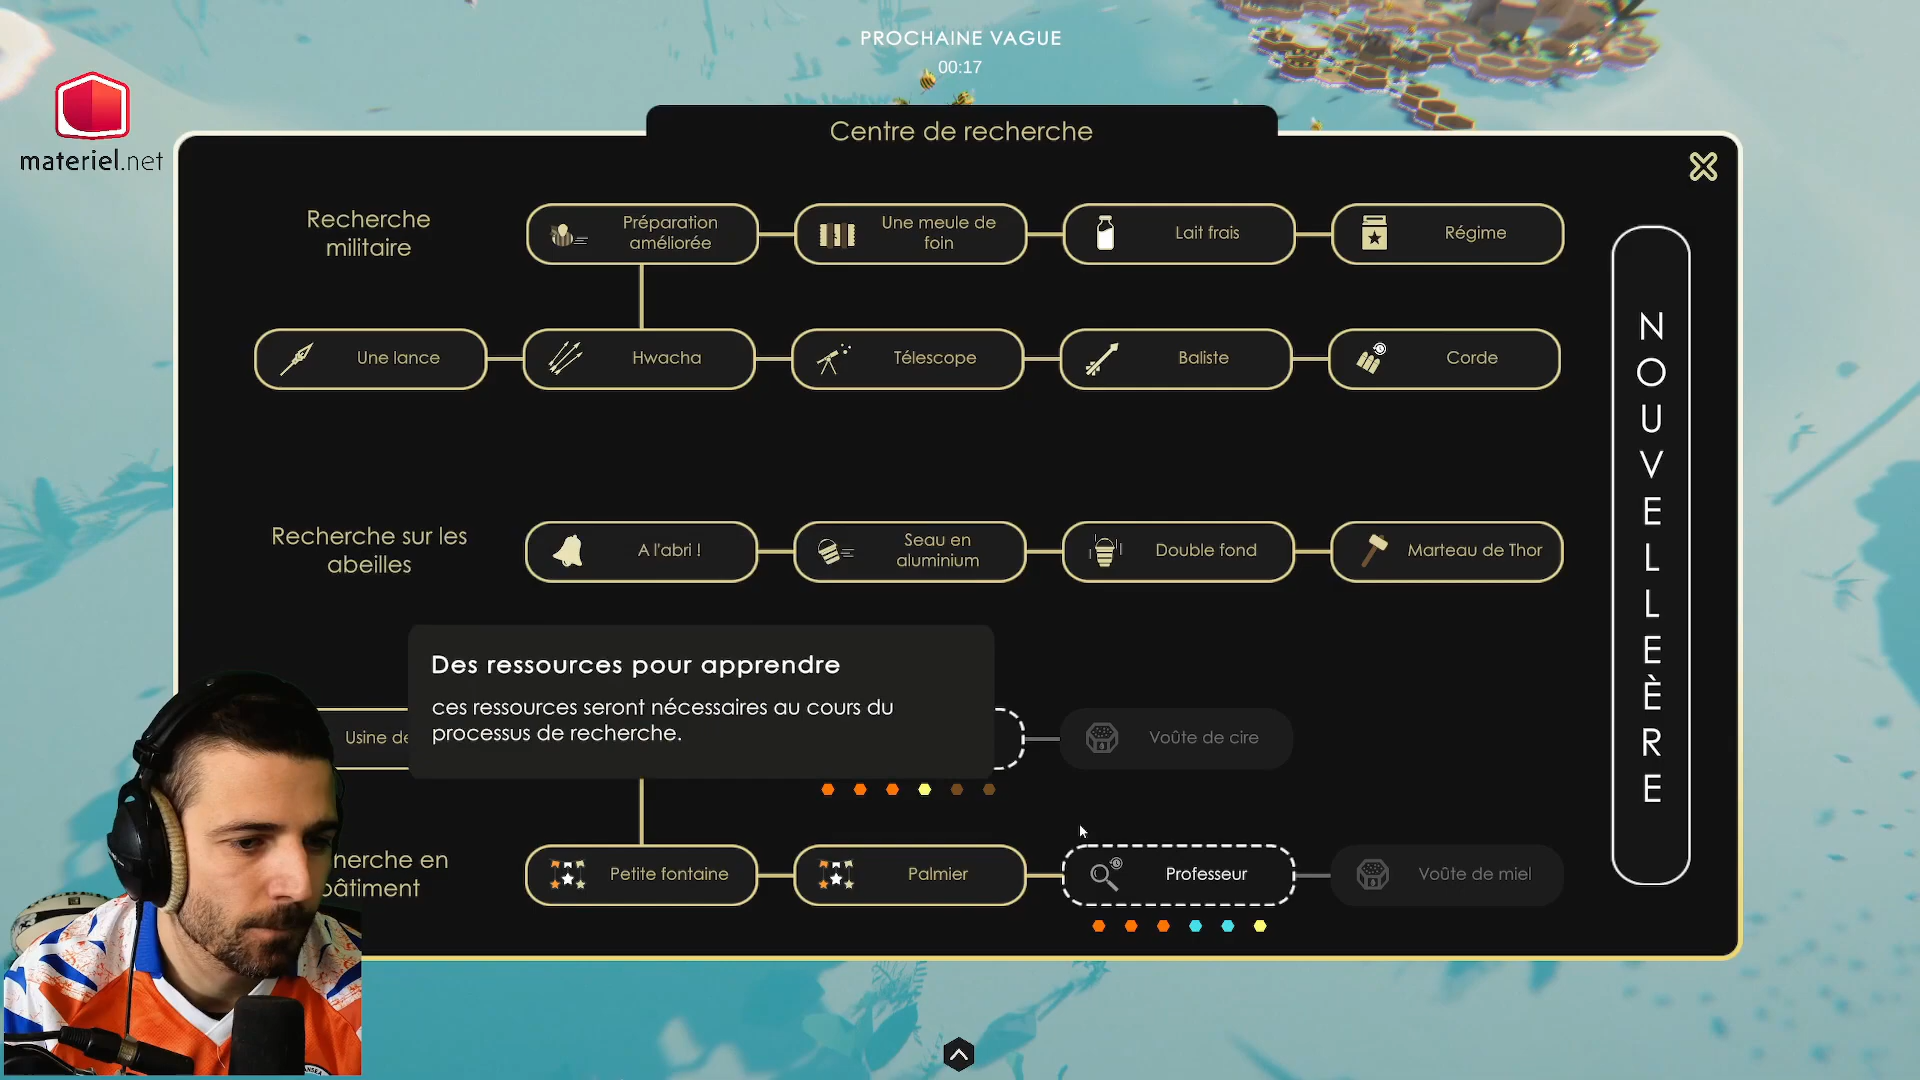 PROCHAINE VAGUE
00:17
materiel.net
Centre de recherche
Recherche
militaire
Préparation
améliorée
Une meule de
foin
Lait frais
Régime
Une lance
Hwacha
Télescope
Baliste
Corde
NOUVELLE ÈRE
Recherche sur les
abeilles
A l'abri !
Seau en
aluminium
Double fond
Marteau de Thor
Des ressources pour apprendre
ces ressources seront nécessaires au cours du
processus de recherche.
Usine de
Voûte de cire
herche en
bâtiment
Petite fontaine
Palmier
Professeur
Voûte de miel